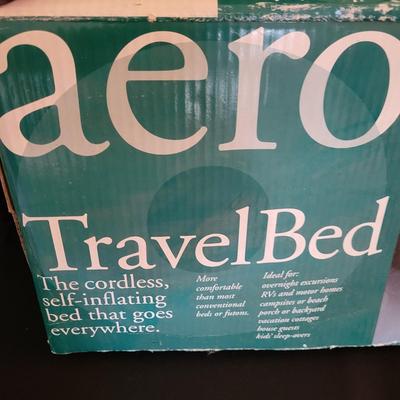 aero
TravelBed
The cordless,
self-inflating
bed that goes
everywhere.
More
comfortable
than most
conventional
beds or futons.
Ideal for:
overnight excursions
RVs and motor homes
campsites or beach
porch or backyard
vacation cottages
house guests
kids' sleep-overs